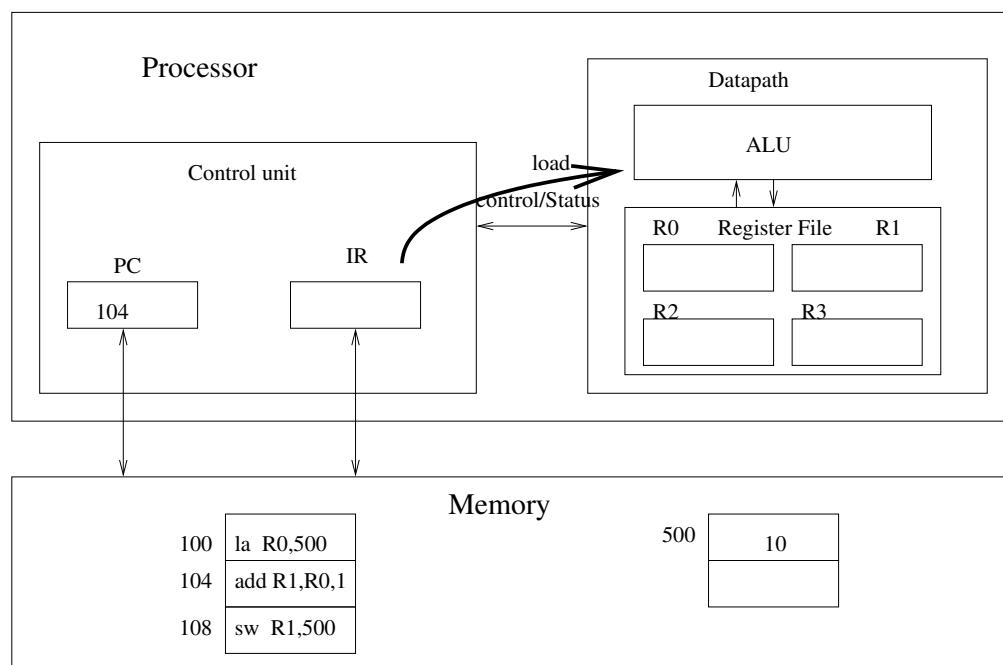 Processor
Datapath
ALU
load
Control unit
control/Status
R0 Register File R1
IR
PC
104
R2 R3
Memory
500
10
100 la R0,500
104 add R1,R0,1
108 sw R1,500